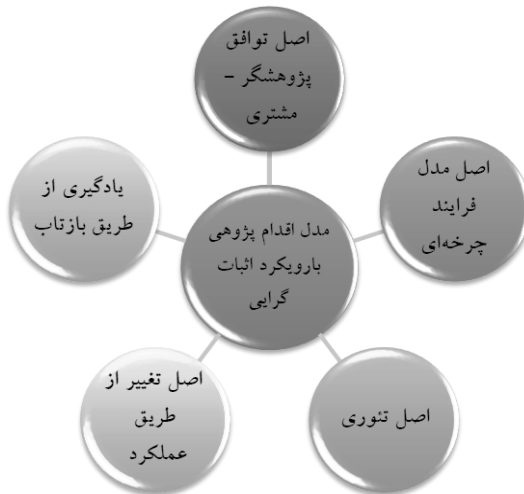 اصل توافق
پژوهشگر –
مشتری
اصل مدل
فرایند
چرخه‌ای
اصل تئوری
اصل تغییر از
طریق
عملکرد
یادگیری از
طریق بازتاب
مدل اقدام پژوهی
بارویکرد اثبات
گرایی